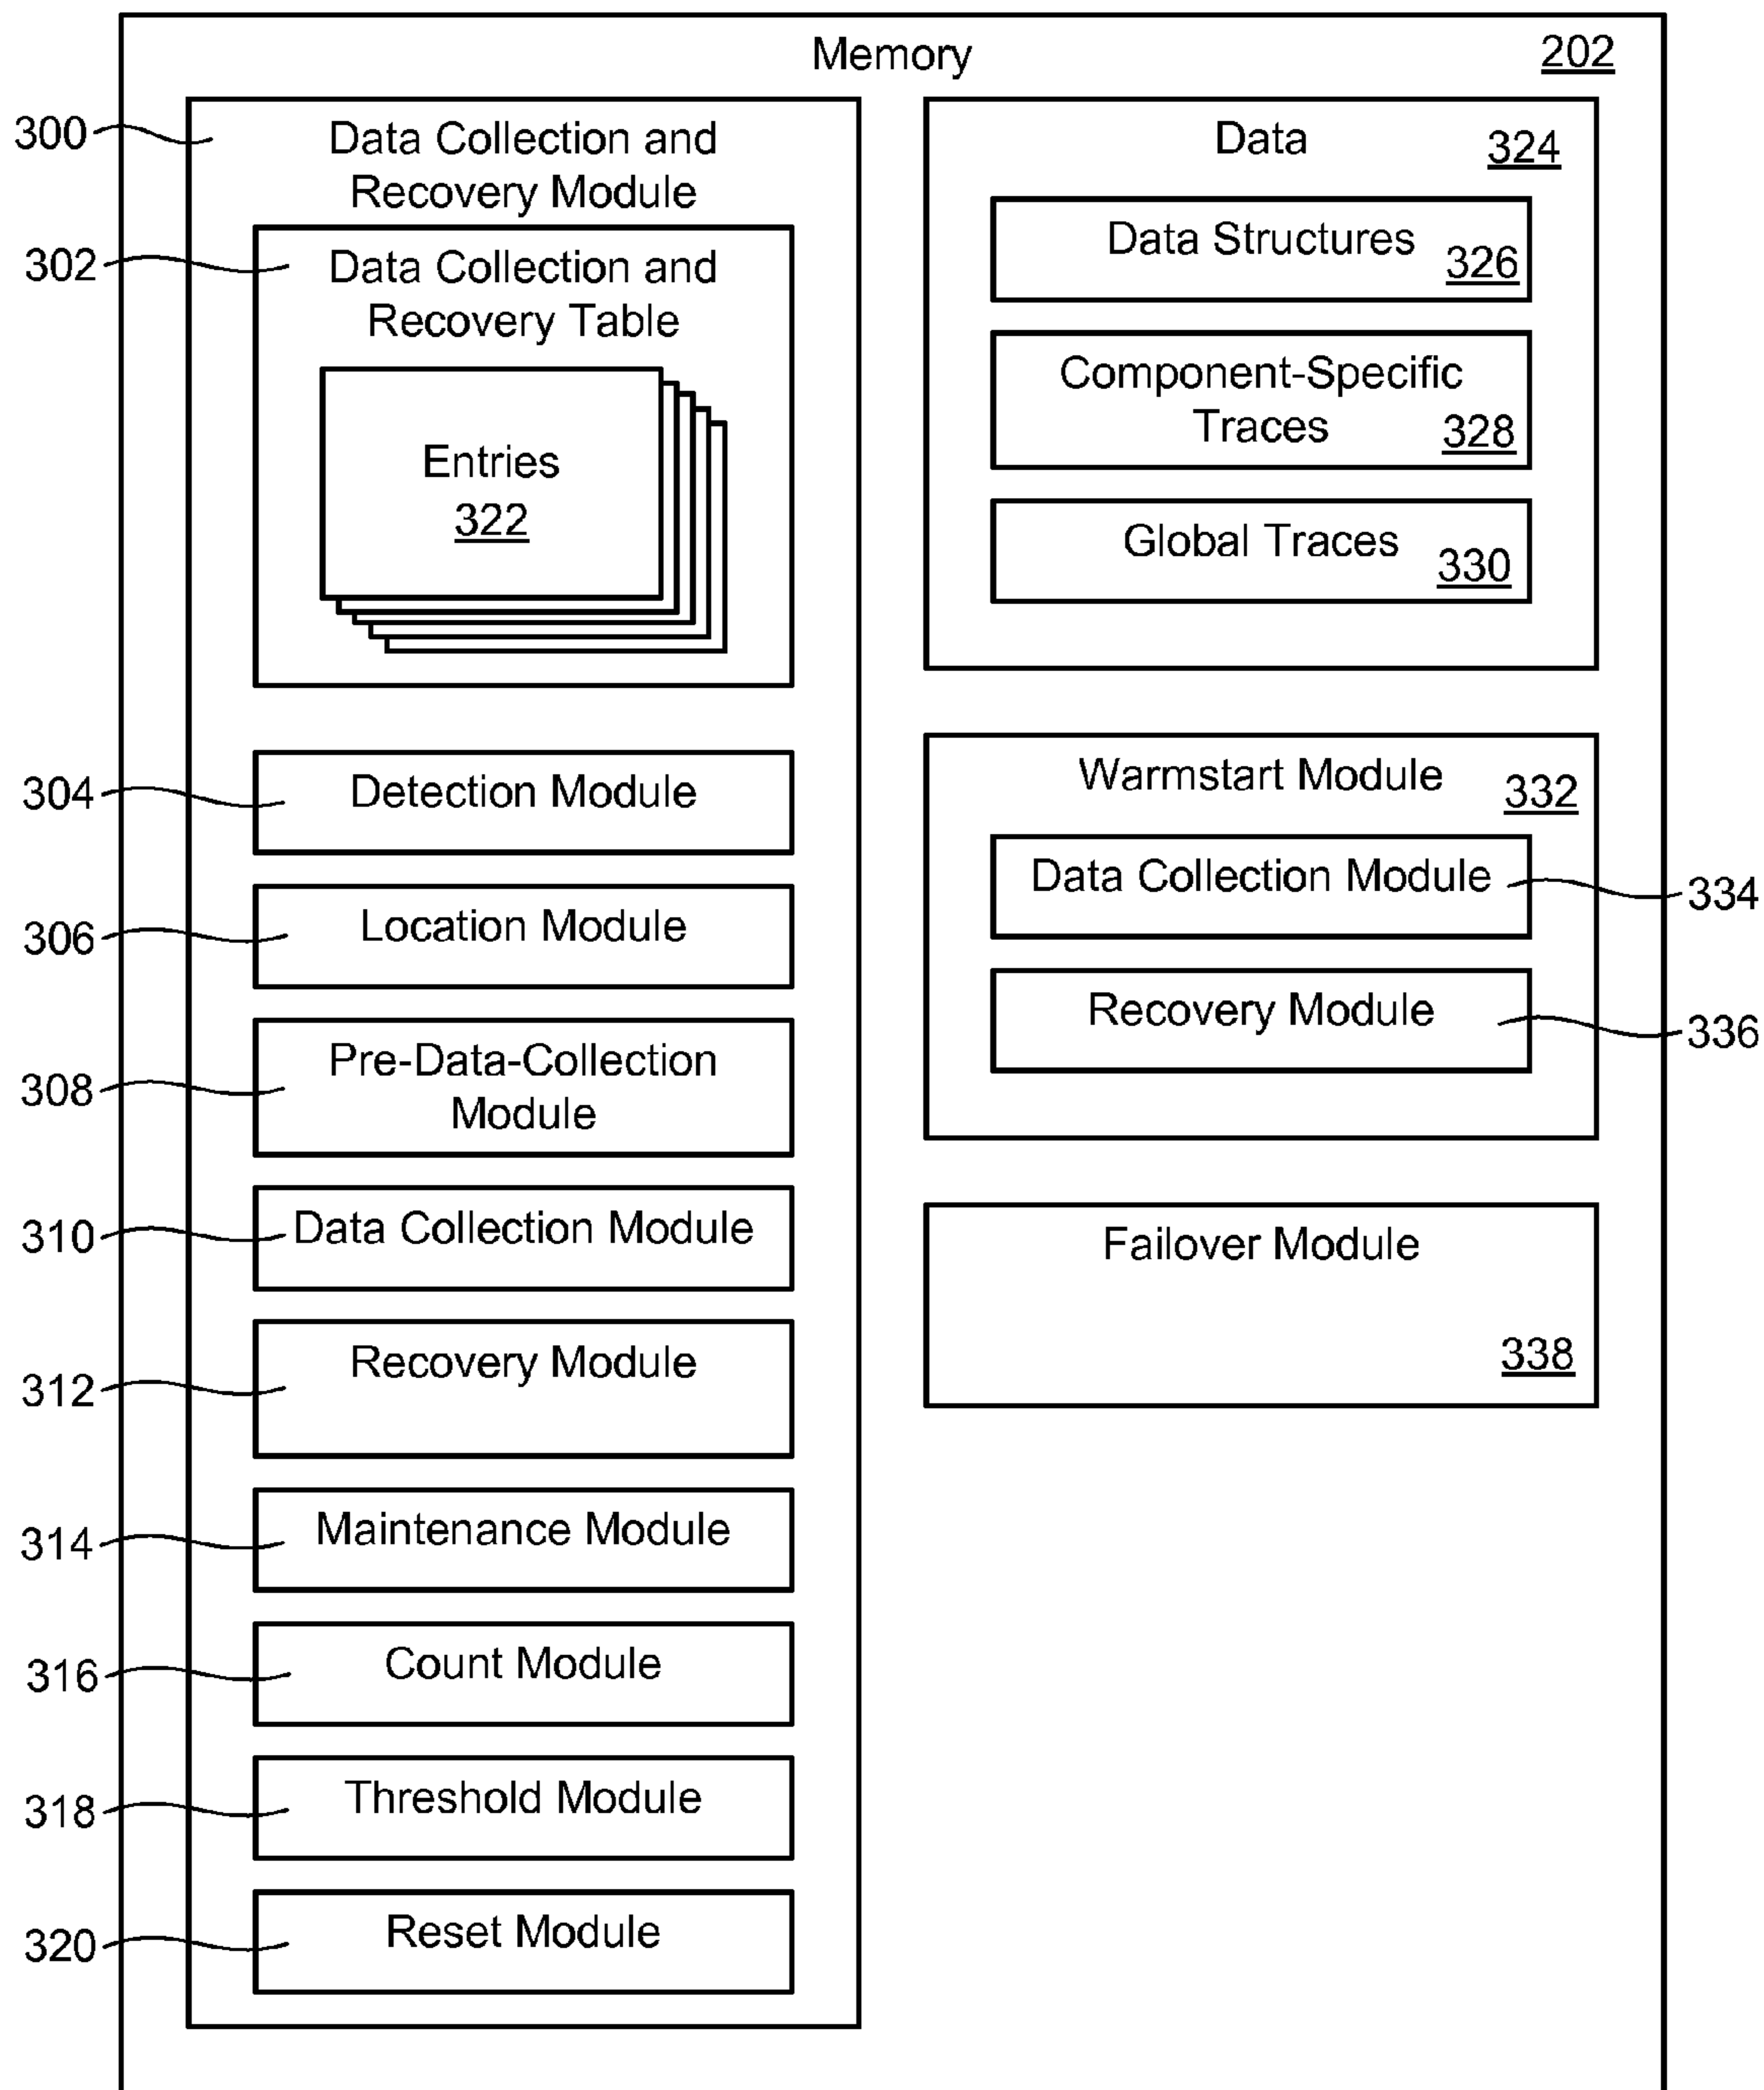 Memory
202
300
Data Collection and
Recovery Module
302
Data Collection and
Recovery Table
Entries
322
304
Detection Module
306
Location Module
308
Pre-Data-Collection
Module
310
Data Collection Module
312
Recovery Module
314
Maintenance Module
316
Count Module
318
Threshold Module
320
Reset Module
Data
324
Data Structures
326
Component-Specific
Traces
328
Global Traces
330
Warmstart Module
332
Data Collection Module
334
Recovery Module
336
Failover Module
338